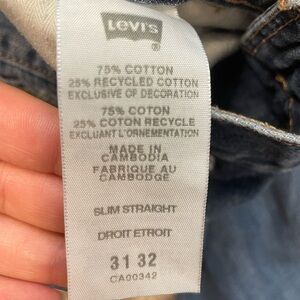 Levi's
75% COTTON
25% RECYCLED COTTON
EXCLUSIVE OF DECORATION
75% COTON
25% COTON RECYCLE
EXCLUANT L'ORNEMENTATION
MADE IN
CAMBODIA
FABRIQUE AU
CAMBODGE
SLIM STRAIGHT
DROIT ETROIT
31 32
CA00342